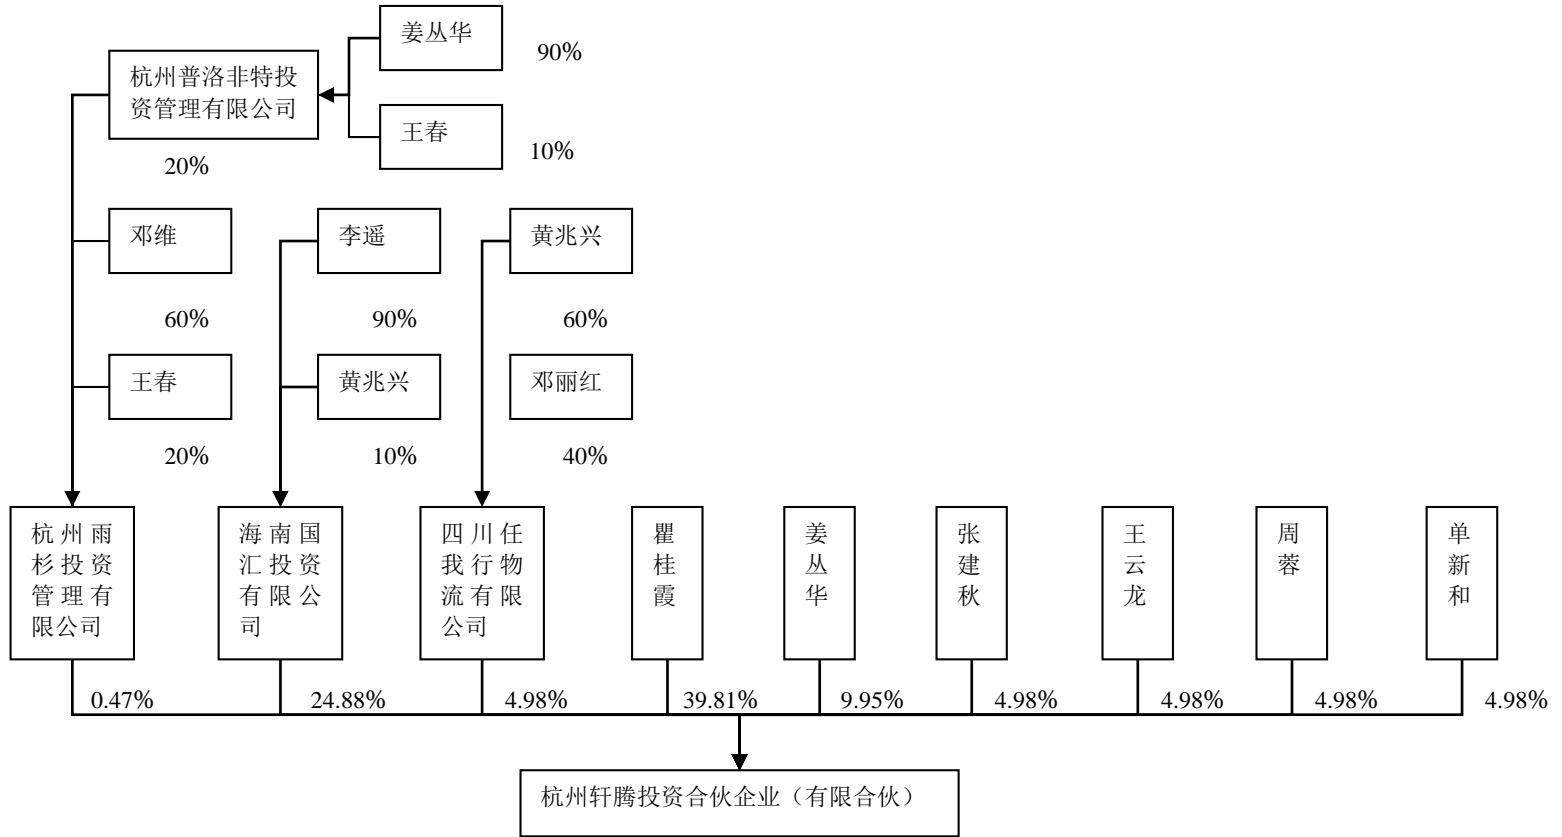 姜丛华
90%
杭州普洛非特投
资管理有限公司
王春
10%
20%
邓维
李遥
黄兆兴
60%
90%
60%
王春
黄兆兴
邓丽红
20%
10%
40%
杭州雨
杉投资
管理有
限公司
海南国
汇投资
有限公
司
四川任
我行物
流有限
公司
瞿
桂
霞
姜
丛
华
张
建
秋
王
云
龙
周
蓉
单
新
和
0.47%
24.88%
4.98%
39.81%
9.95%
4.98%
4.98%
4.98%
4.98%
杭州轩腾投资合伙企业（有限合伙）